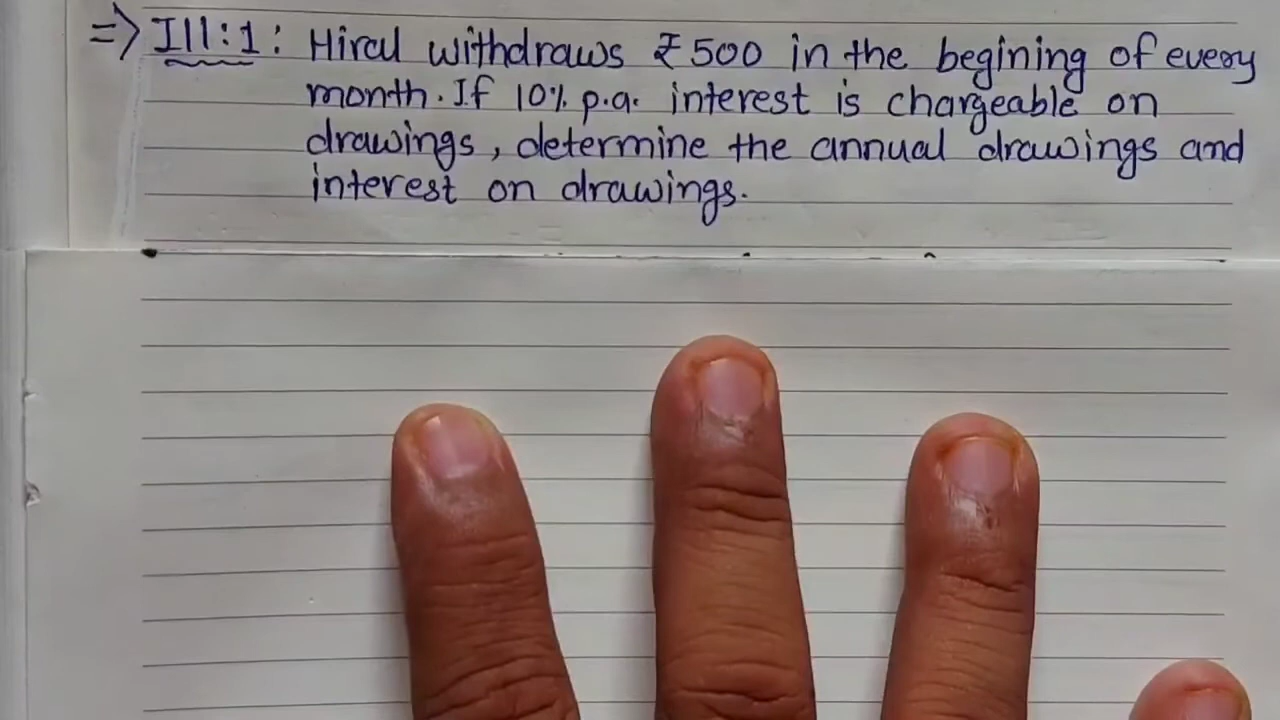 => Ill:1: Hiral withdraws ₹500 in the begining of every
month. If 10% p.a. interest is chargeable on
drawings, determine the annual drawings and
interest on drawings.